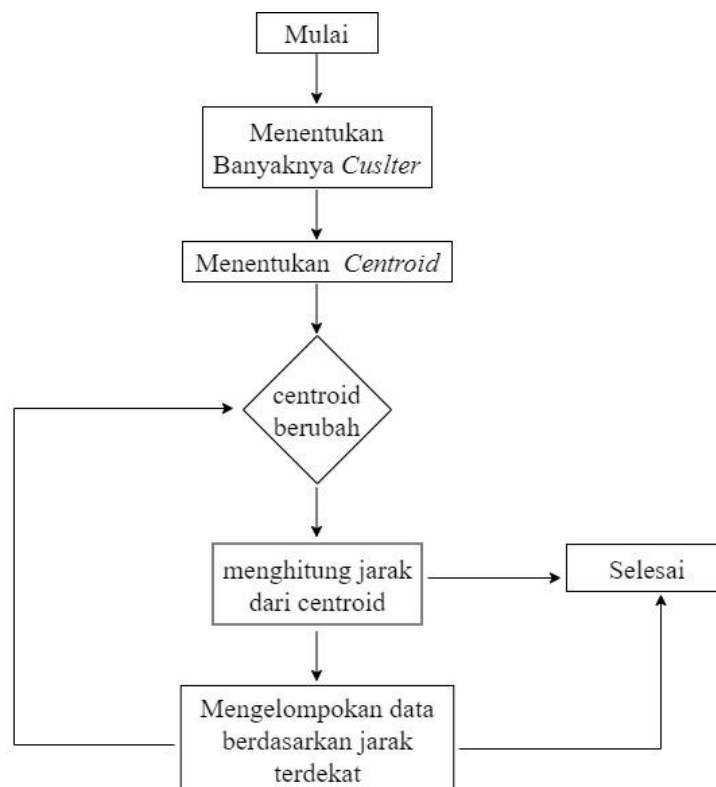 Mulai
Menentukan
Banyaknya Cuslter
Menentukan Centroid
centroid
berubah
menghitung jarak
dari centroid
Selesai
Mengelompokan data
berdasarkan jarak
terdekat